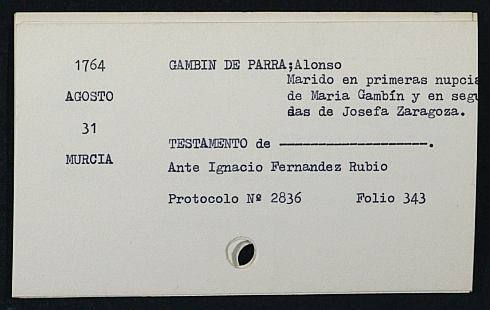 1764 GAMBIN DE PARRA;Alonso
Marido en primeras nupcia
AGOSTO de Maria Gambín y en segu
das de Josefa Zaragoza.
31
TESTAMENTO de -------------------.
MURCIA
Ante Ignacio Fernandez Rubio
Protocolo Nº 2836 Folio 343